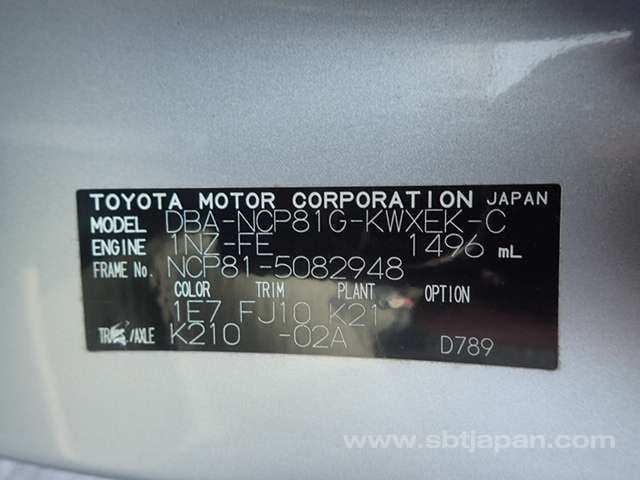 TOYOTA MOTOR CORPORATION JAPAN
MODEL DBA-NCP81G-KWXEK-C
ENGINE 1NZ-FE 1496 mL
FRAME No. NCP81-5082948
COLOR TRIM PLANT OPTION
1E7 FJ10 K21
/AXLE K210 -02A D789
www.sbtjapan.com